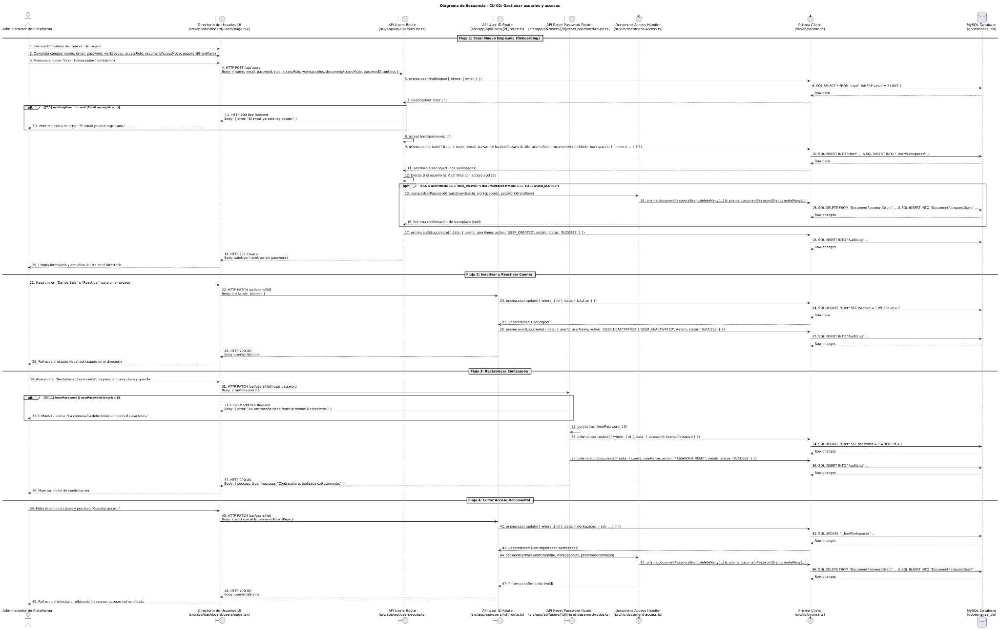 Diagrama de Secuencia - CU-02: Gestionar usuarios y accesos
Administrador de Plataforma
Directorio de Usuarios UI
(src/app/dashboard/users/page.tsx)
API Users Route
(src/app/api/users/route.ts)
API User ID Route
(src/app/api/users/[id]/route.ts)
API Reset Password Route
(src/app/api/users/[id]/reset-password/route.ts)
Document Access Handler
(src/lib/document-access.ts)
Prisma Client
(src/lib/prisma.ts)
MySQL Database
(gobernanza_db)
Flujo 1: Crear Nuevo Empleado (Onboarding)
1. Llena el formulario de creación de usuario
2. Completa campos (name, email, password, workspaces, accessRole, documentAccessMode, passwordGrantKeys)
3. Presiona el botón "Crear Credenciales" (onSubmit)
4. HTTP POST /api/users
Body: { name, email, password, role, accessRole, workspaceIds, documentAccessMode, passwordGrantKeys }
5. prisma.user.findUnique({ where: { email } })
6. SQL SELECT * FROM "User" WHERE email = ? LIMIT 1
Row data
7. existingUser: User | null
alt [[7.1] existingUser !== null (Email ya registrado)]
7.2. HTTP 400 Bad Request
Body: { error: "El email ya está registrado." }
7.3. Muestra alerta de error: "El email ya está registrado."
8. bcrypt.hash(password, 10)
9. prisma.user.create({ data: { name, email, password: hashedPassword, role, accessRole, documentAccessMode, workspaces: { connect: ... } } })
10. SQL INSERT INTO "User" ... & SQL INSERT INTO "_UserWorkspaces" ...
Row data
11. newUser: User object (con workspaces)
12. Evalúa si el usuario es Visor Web con acceso acotado
opt [[12.1] accessRole === 'WEB_VIEWER' y documentAccessMode === 'PASSWORD_SCOPED']
13. replaceUserPasswordGrants(newUser.id, workspaceIds, passwordGrantKeys)
14. prisma.documentPasswordGrant.deleteMany(...) & prisma.documentPasswordGrant.createMany(...)
15. SQL DELETE FROM "DocumentPasswordGrant" ... & SQL INSERT INTO "DocumentPasswordGrant" ...
Row changes
16. Retorna confirmación de reemplazo (void)
17. prisma.auditLog.create({ data: { userId, userName, action: 'USER_CREATED', details, status: 'SUCCESS' } })
18. SQL INSERT INTO "AuditLog" ...
Row changes
19. HTTP 201 Created
Body: safeUser (newUser sin password)
20. Limpia formulario y actualiza la lista en el directorio
Flujo 2: Inactivar y Reactivar Cuenta
21. Hace clic en "Dar de Baja" o "Reactivar" para un empleado
22. HTTP PATCH /api/users/[id]
Body: { isActive: boolean }
23. prisma.user.update({ where: { id }, data: { isActive } })
24. SQL UPDATE "User" SET isActive = ? WHERE id = ?
Row data
25. updatedUser: User object
26. prisma.auditLog.create({ data: { userId, userName, action: 'USER_DEACTIVATED' | 'USER_REACTIVATED', details, status: 'SUCCESS' } })
27. SQL INSERT INTO "AuditLog" ...
Row changes
28. HTTP 200 OK
Body: userWithGrants
29. Refresca el estado visual del usuario en el directorio
Flujo 3: Restablecer Contraseña
30. Abre modal "Restablecer Contraseña", ingresa la nueva clave y guarda
31. HTTP PATCH /api/users/[id]/reset-password
Body: { newPassword }
alt [[31.1] !newPassword || newPassword.length < 6]
31.2. HTTP 400 Bad Request
Body: { error: "La contraseña debe tener al menos 6 caracteres." }
31.3. Muestra alerta: "La contraseña debe tener al menos 6 caracteres."
32. bcrypt.hash(newPassword, 10)
33. prisma.user.update({ where: { id }, data: { password: hashedPassword } })
34. SQL UPDATE "User" SET password = ? WHERE id = ?
Row changes
35. prisma.auditLog.create({ data: { userId, userName, action: 'PASSWORD_RESET', details, status: 'SUCCESS' } })
36. SQL INSERT INTO "AuditLog" ...
Row changes
37. HTTP 200 OK
Body: { success: true, message: "Contraseña actualizada exitosamente." }
38. Muestra modal de confirmación
Flujo 4: Editar Acceso Documental
39. Edita espacios o claves y presiona "Guardar acceso"
40. HTTP PATCH /api/users/[id]
Body: { workspaceIds, passwordGrantKeys }
41. prisma.user.update({ where: { id }, data: { workspaces: { set: ... } } })
42. SQL UPDATE "_UserWorkspaces" ...
Row changes
43. updatedUser: User object (con workspaces)
44. replaceUserPasswordGrants(id, workspaceIds, passwordGrantKeys)
45. prisma.documentPasswordGrant.deleteMany(...) & prisma.documentPasswordGrant.createMany(...)
46. SQL DELETE FROM "DocumentPasswordGrant" ... & SQL INSERT INTO "DocumentPasswordGrant" ...
Row changes
47. Retorna confirmación (void)
48. HTTP 200 OK
Body: userWithGrants
49. Refresca el directorio reflejando los nuevos accesos del empleado
Administrador de Plataforma
Directorio de Usuarios UI
(src/app/dashboard/users/page.tsx)
API Users Route
(src/app/api/users/route.ts)
API User ID Route
(src/app/api/users/[id]/route.ts)
API Reset Password Route
(src/app/api/users/[id]/reset-password/route.ts)
Document Access Handler
(src/lib/document-access.ts)
Prisma Client
(src/lib/prisma.ts)
MySQL Database
(gobernanza_db)